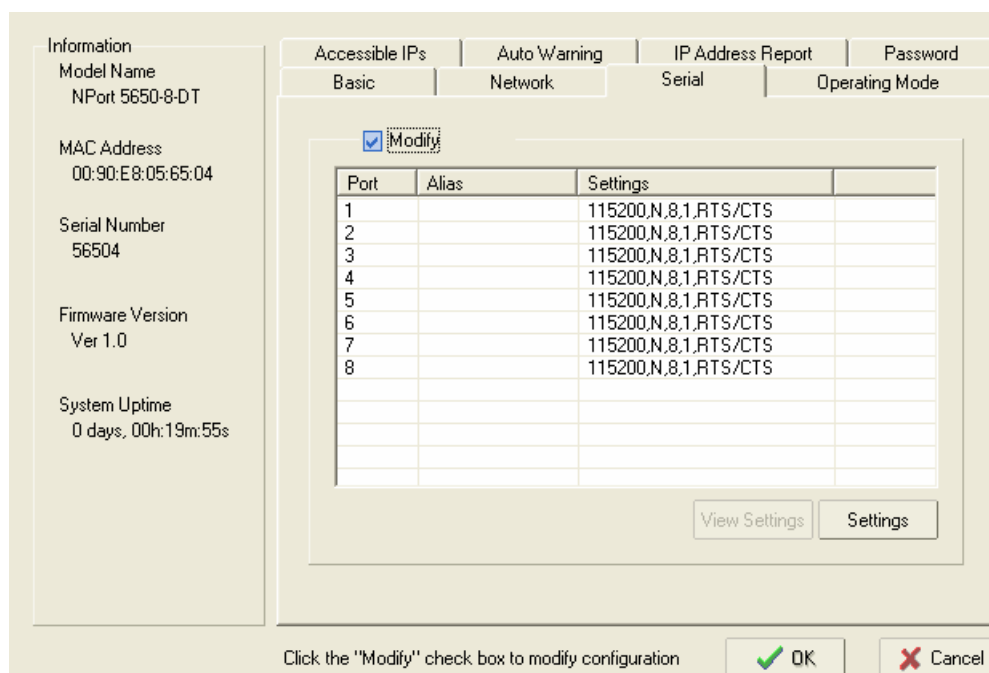 Information
Model Name
NPort 5650-8-DT
MAC Address
00:90:E8:05:65:04
Serial Number
56504
Firmware Version
Ver 1.0
System Uptime
0 days, 00h:19m:55s
Accessible IPs Auto Warning IP Address Report Password
Basic Network Serial Operating Mode
Modify
Port Alias Settings
1 115200,N,8,1,RTS/CTS
2 115200,N,8,1,RTS/CTS
3 115200,N,8,1,RTS/CTS
4 115200,N,8,1,RTS/CTS
5 115200,N,8,1,RTS/CTS
6 115200,N,8,1,RTS/CTS
7 115200,N,8,1,RTS/CTS
8 115200,N,8,1,RTS/CTS
View Settings Settings
Click the "Modify" check box to modify configuration OK Cancel